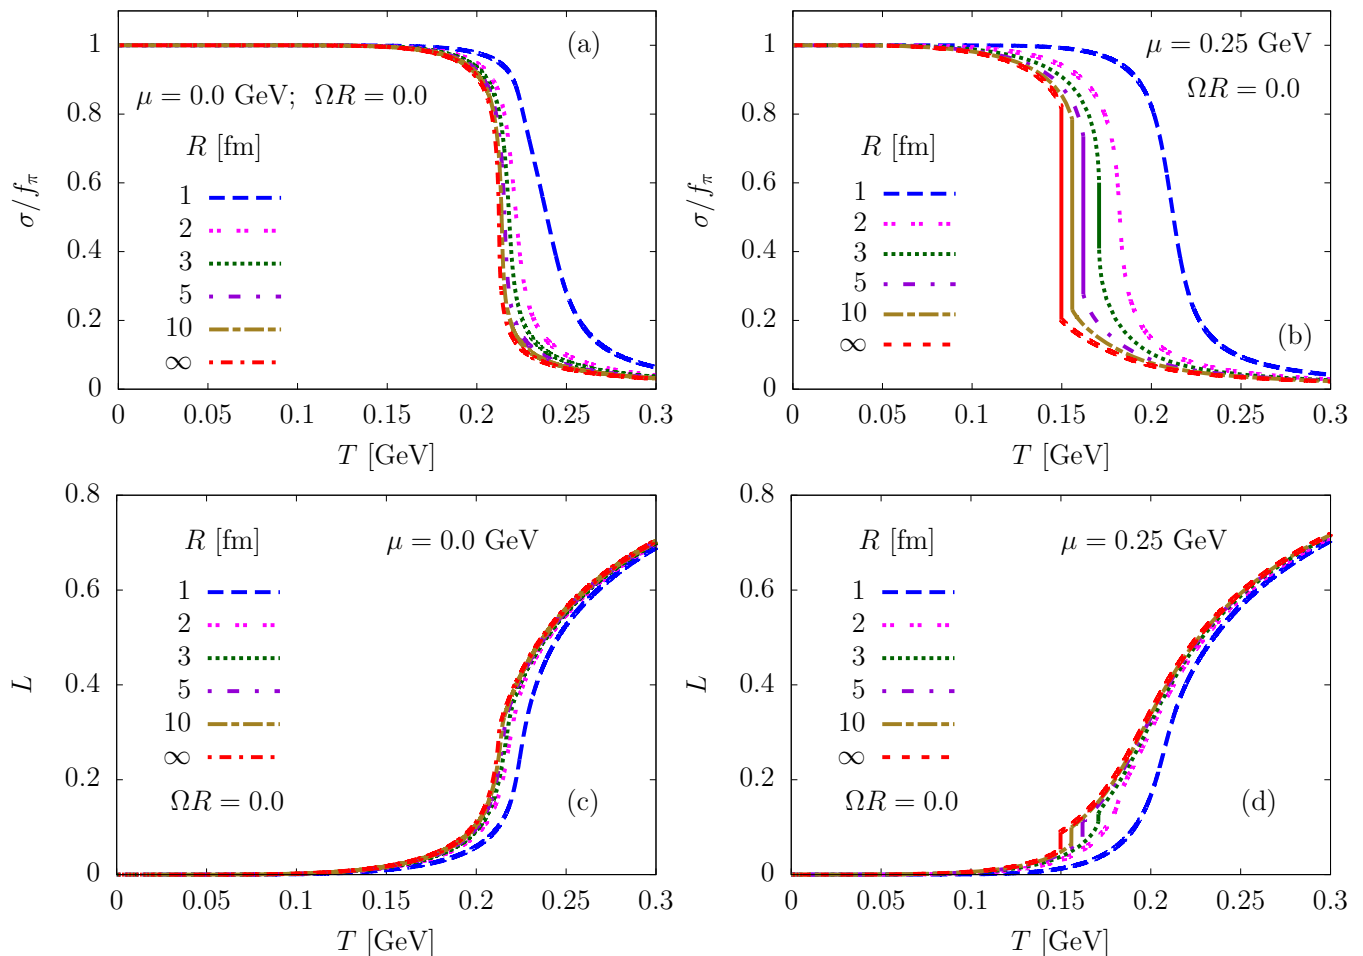 σ/f_π
1
0.8
0.6
0.4
0.2
0
(a)
μ = 0.0 GeV; ΩR = 0.0
R [fm]
1
2
3
5
10
∞
0 0.05 0.1 0.15 0.2 0.25 0.3
T [GeV]
σ/f_π
1
0.8
0.6
0.4
0.2
0
μ = 0.25 GeV
ΩR = 0.0
R [fm]
1
2
3
5
10
∞
(b)
0 0.05 0.1 0.15 0.2 0.25 0.3
T [GeV]
L
0.8
0.6
0.4
0.2
0
R [fm]
μ = 0.0 GeV
1
2
3
5
10
∞
ΩR = 0.0
(c)
0 0.05 0.1 0.15 0.2 0.25 0.3
T [GeV]
L
0.8
0.6
0.4
0.2
0
R [fm]
μ = 0.25 GeV
1
2
3
5
10
∞
ΩR = 0.0
(d)
0 0.05 0.1 0.15 0.2 0.25 0.3
T [GeV]